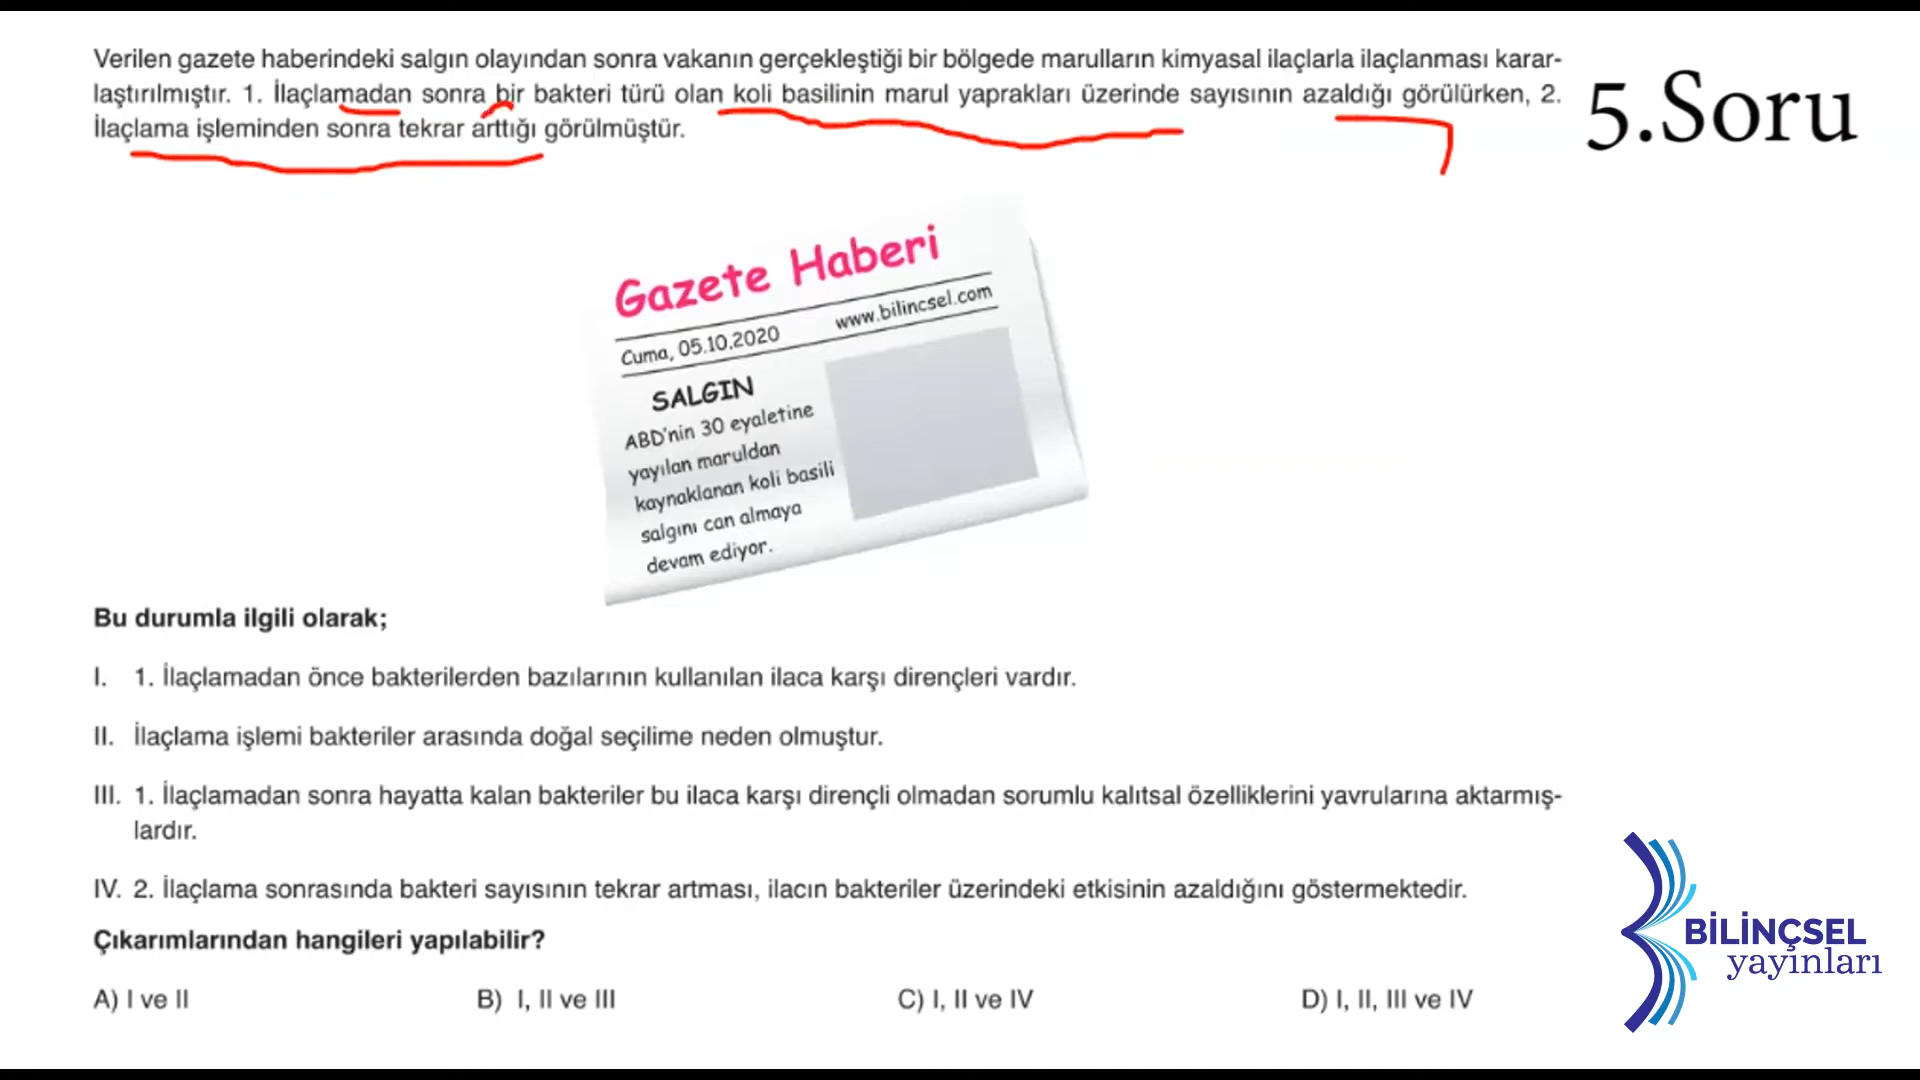 Verilen gazete haberindeki salgın olayından sonra vakanın gerçekleştiği bir bölgede marulların kimyasal ilaçlarla ilaçlanması karar-
laştırılmıştır. 1. İlaçlamadan sonra bir bakteri türü olan koli basilinin marul yaprakları üzerinde sayısının azaldığı görülürken, 2.
İlaçlama işleminden sonra tekrar arttığı görülmüştür.
5.Soru
Gazete Haberi
Cuma, 05.10.2020
www.bilincsel.com
SALGIN
ABD'nin 30 eyaletine
yayılan maruldan
kaynaklanan koli basili
salgını can almaya
devam ediyor.
Bu durumla ilgili olarak;
I. 1. İlaçlamadan önce bakterilerden bazılarının kullanılan ilaca karşı dirençleri vardır.
II. İlaçlama işlemi bakteriler arasında doğal seçilime neden olmuştur.
III. 1. İlaçlamadan sonra hayatta kalan bakteriler bu ilaca karşı dirençli olmadan sorumlu kalıtsal özelliklerini yavrularına aktarmış-
lardır.
IV. 2. İlaçlama sonrasında bakteri sayısının tekrar artması, ilacın bakteriler üzerindeki etkisinin azaldığını göstermektedir.
Çıkarımlarından hangileri yapılabilir?
A) I ve II B) I, II ve III C) I, II ve IV D) I, II, III ve IV
BİLİNÇSEL
yayınları